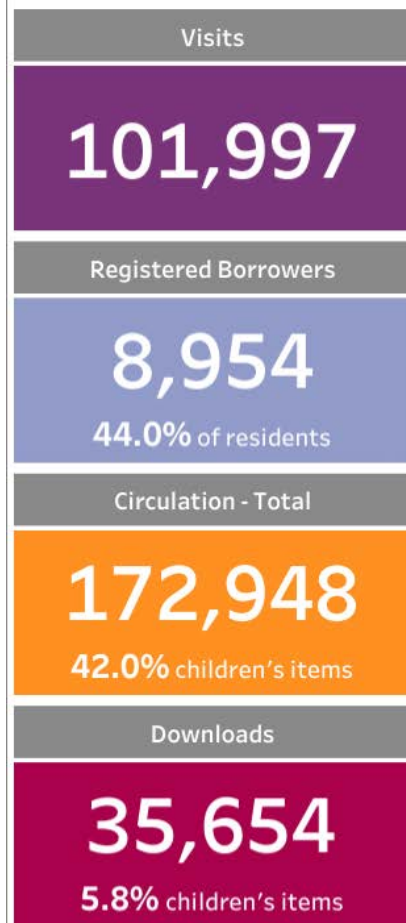 Visits
101,997
Registered Borrowers
8,954
44.0% of residents
Circulation - Total
172,948
42.0% children's items
Downloads
35,654
5.8% children's items